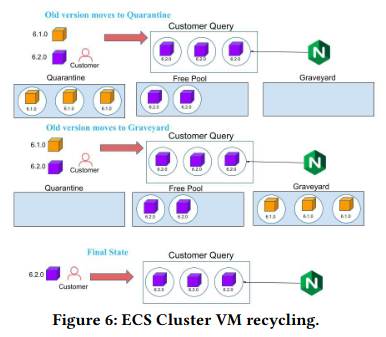 Old version moves to Quarantine
Customer Query
6.1.0
6.2.0
Customer
6.2.0 6.2.0 6.2.0
N
Quarantine Free Pool Graveyard
6.1.0 6.1.0 6.1.0 6.2.0 6.2.0
Old version moves to Graveyard
Customer Query
6.1.0
6.2.0
Customer
6.2.0 6.2.0 6.2.0
N
Quarantine Free Pool Graveyard
6.2.0 6.2.0 6.1.0 6.1.0 6.1.0
Final State
Customer Query
6.2.0
Customer
6.2.0 6.3.0 6.2.0
N
Figure 6: ECS Cluster VM recycling.